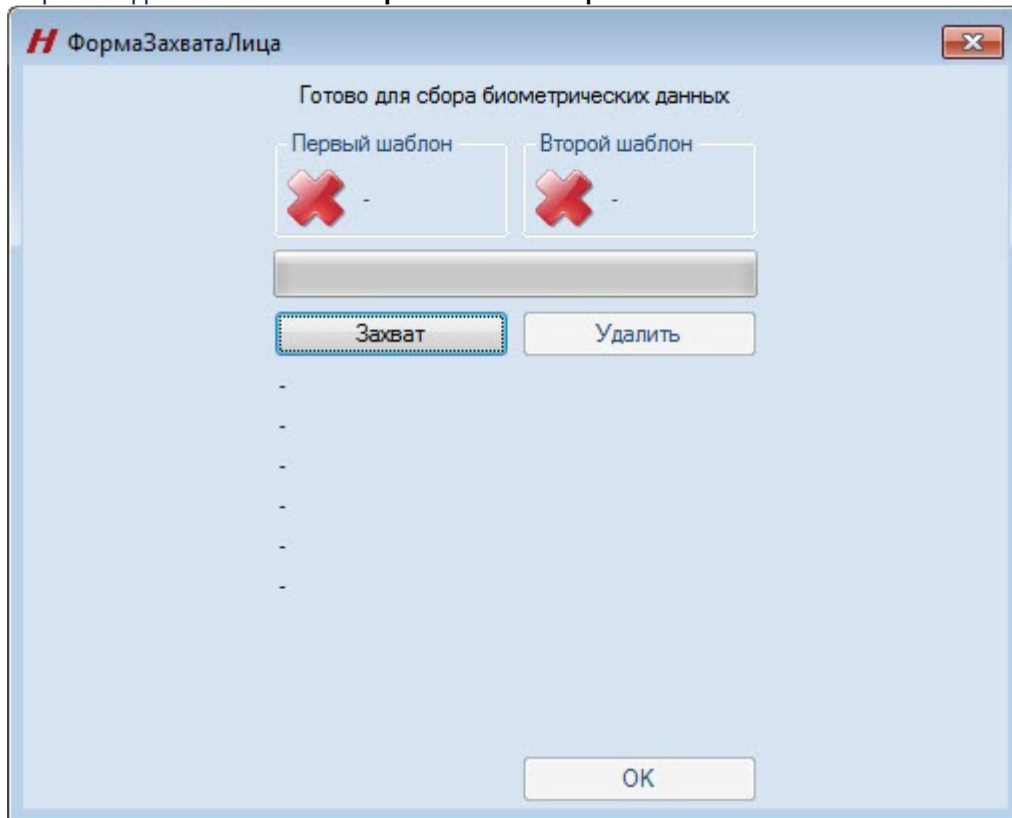 H ФормаЗахватаЛица
Готово для сбора биометрических данных
Первый шаблон Второй шаблон
- -
Захват Удалить
-
-
-
-
-
-
OK